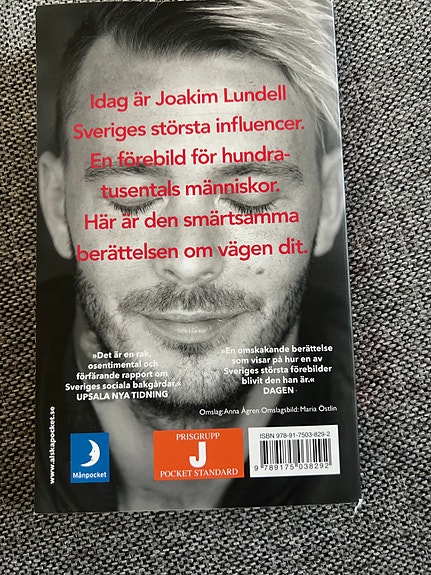 Idag är Joakim Lundell
Sveriges största influencer.
En förebild för hundra-
tusentals människor.
Här är den smärtsamma
berättelsen om vägen dit.
»Det är en rak,
osentimental och
förfärande rapport om
Sveriges sociala bakgårdar.«
UPSALA NYA TIDNING
»En omskakande berättelse
som visar på hur en av
Sveriges största förebilder
blivit den han är.«
DAGEN
Omslag: Anna Ågren Omslagsbild: Maria Östlin
www.alskapocket.se
Månpocket
PRISGRUPP
J
POCKET STANDARD
ISBN 978-91-7503-829-2
9 789175 038292